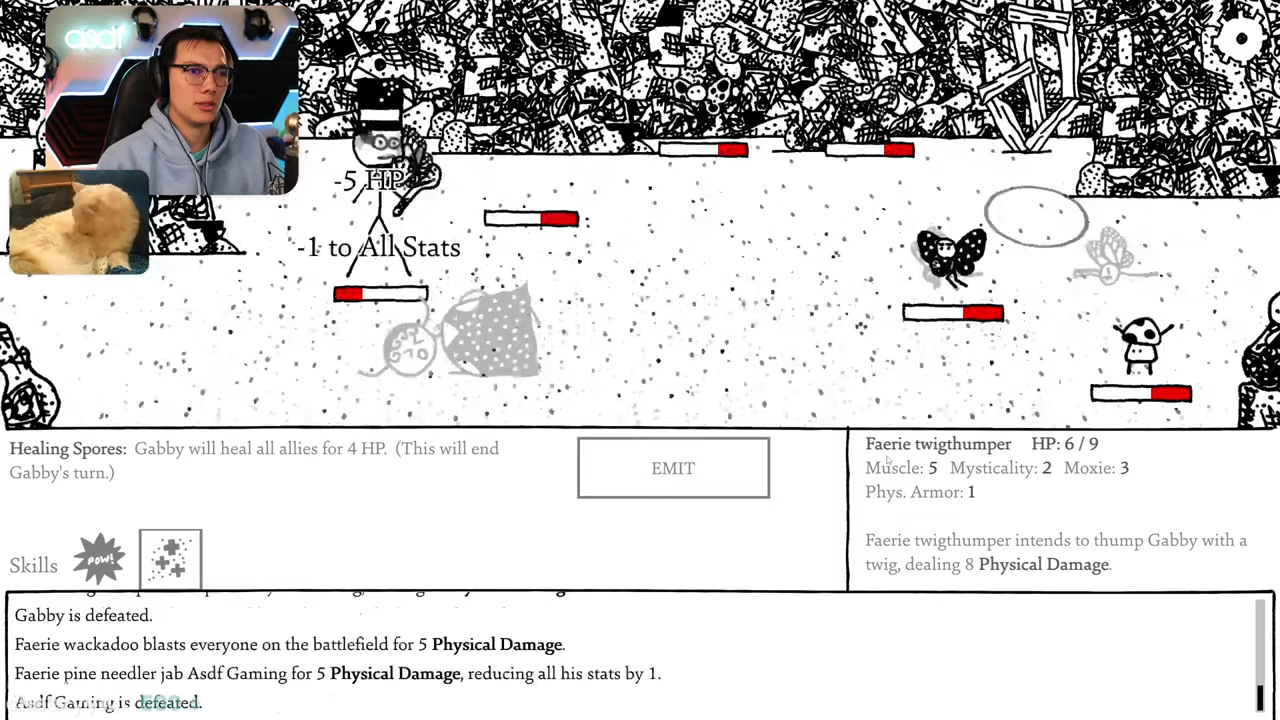 asdf
-5 HP
-1 to All Stats
Healing Spores: Gabby will heal all allies for 4 HP. (This will end
Gabby's turn.)
EMIT
Skills
POW!
Faerie twigthumper HP: 6 / 9
Muscle: 5 Mysticality: 2 Moxie: 3
Phys. Armor: 1
Faerie twigthumper intends to thump Gabby with a
twig, dealing 8 Physical Damage.
Gabby is defeated.
Faerie wackadoo blasts everyone on the battlefield for 5 Physical Damage.
Faerie pine needler jab Asdf Gaming for 5 Physical Damage, reducing all his stats by 1.
Asdf Gaming is defeated.